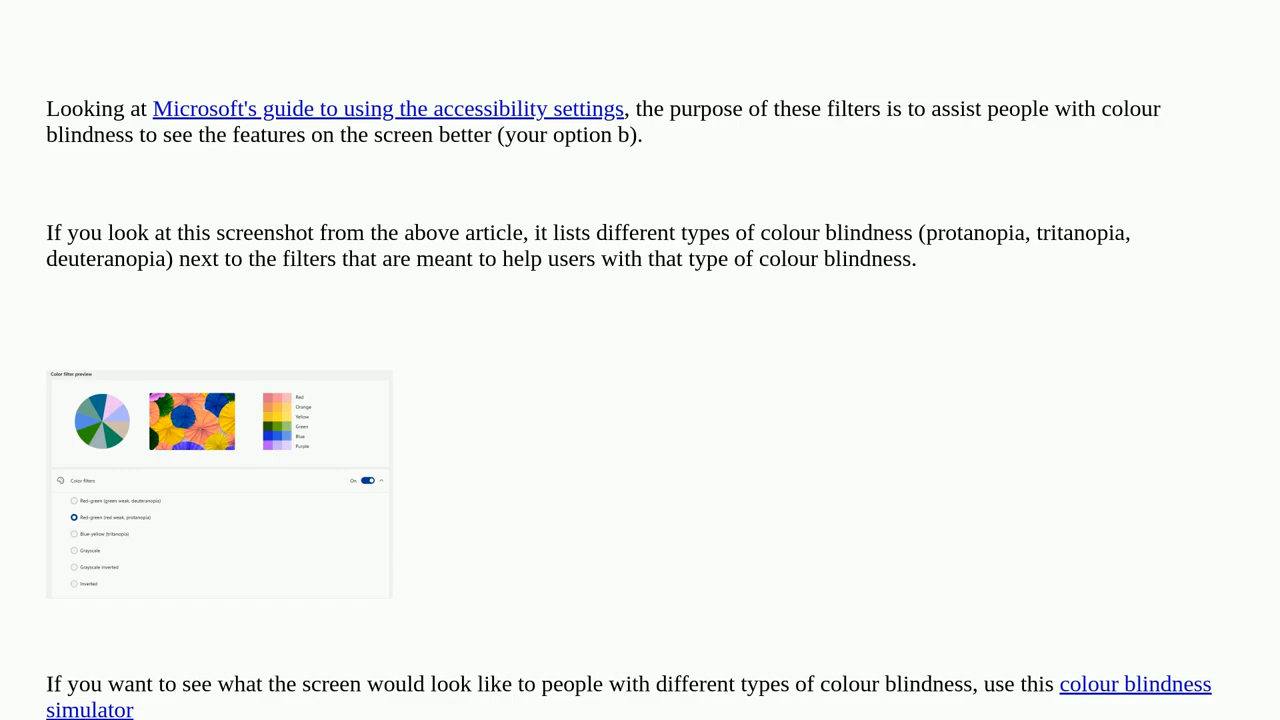 Looking at Microsoft's guide to using the accessibility settings, the purpose of these filters is to assist people with colour
blindness to see the features on the screen better (your option b).
If you look at this screenshot from the above article, it lists different types of colour blindness (protanopia, tritanopia,
deuteranopia) next to the filters that are meant to help users with that type of colour blindness.
Color filter preview
Red
Orange
Yellow
Green
Blue
Purple
Color filters On
Red-green (green weak, deuteranopia)
Red-green (red weak, protanopia)
Blue-yellow (tritanopia)
Grayscale
Grayscale inverted
Inverted
If you want to see what the screen would look like to people with different types of colour blindness, use this colour blindness
simulator